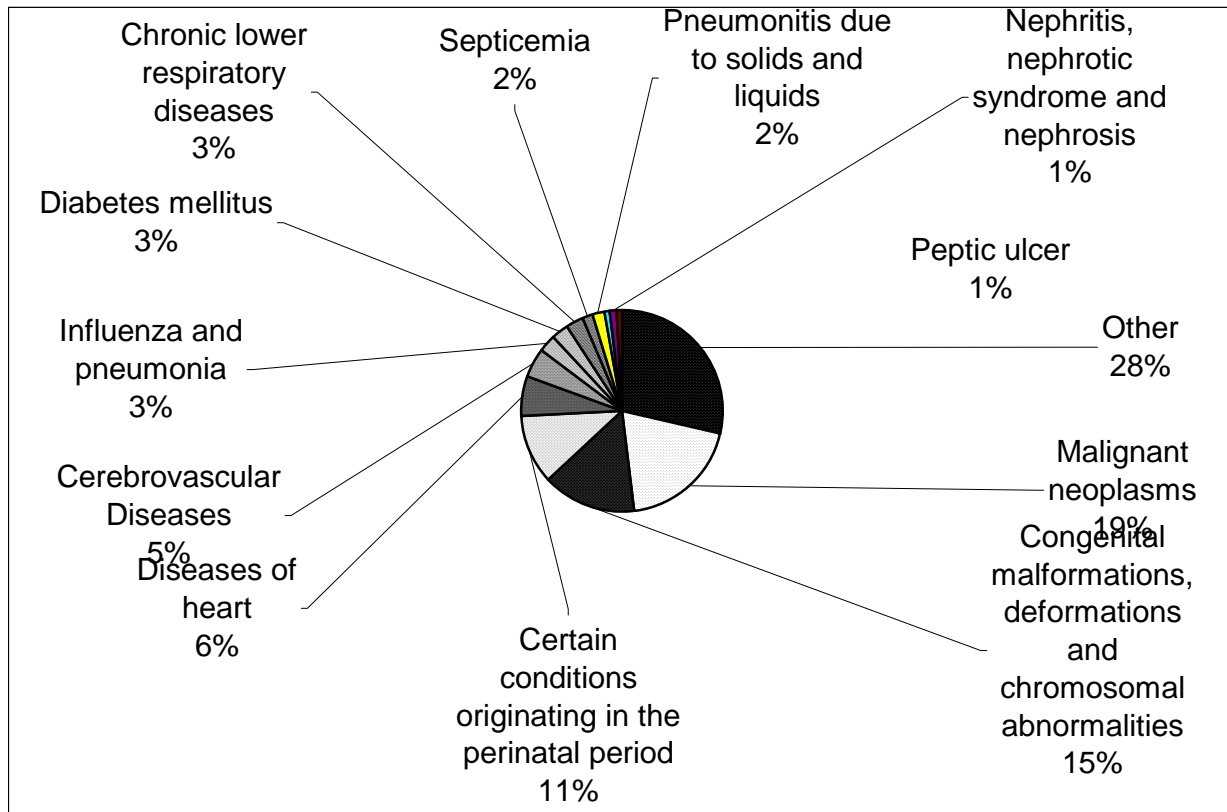 Chronic lower
respiratory
diseases
3%
Septicemia
2%
Pneumonitis due
to solids and
liquids
2%
Nephritis,
nephrotic
syndrome and
nephrosis
1%
Diabetes mellitus
3%
Peptic ulcer
1%
Influenza and
pneumonia
3%
Other
28%
Cerebrovascular
Diseases
5%
Malignant
neoplasms
19%
Diseases of
heart
6%
Certain
conditions
originating in the
perinatal period
11%
Congenital
malformations,
deformations
and
chromosomal
abnormalities
15%